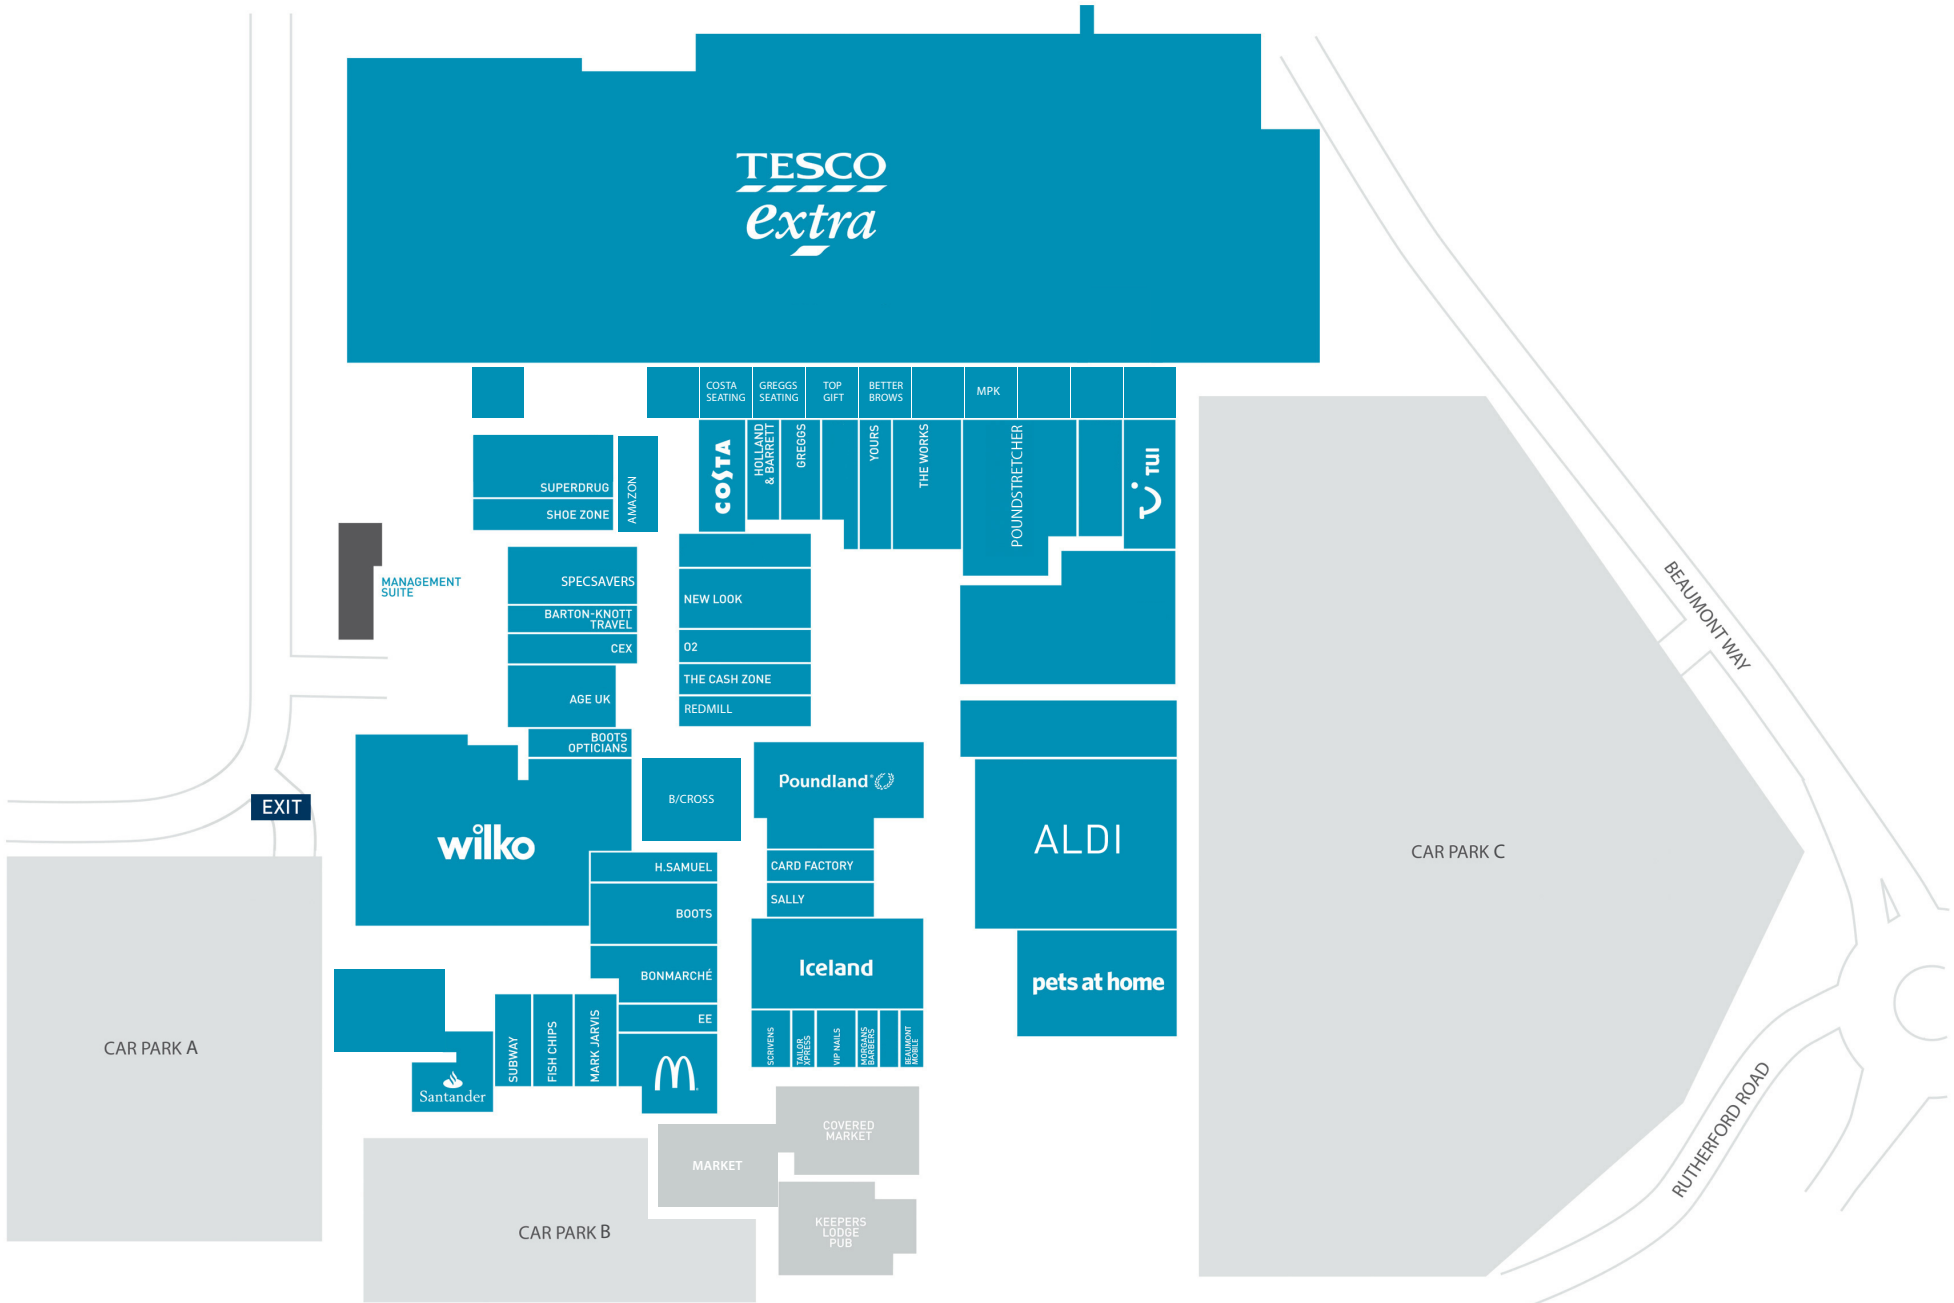 TESCO
extra
COSTA
SEATING
GREGGS
SEATING
TOP
GIFT
BETTER
BROWS
MPK
COSTA
HOLLAND
& BARRETT
GREGGS
YOURS
THE WORKS
POUNDSTRETCHER
TUI
SUPERDRUG
SHOE ZONE
AMAZON
MANAGEMENT
SUITE
SPECSAVERS
BARTON-KNOTT
TRAVEL
CEX
AGE UK
BOOTS
OPTICIANS
NEW LOOK
O2
THE CASH ZONE
REDMILL
BEAUMONT WAY
EXIT
wilko
B/CROSS
Poundland
ALDI
CAR PARK C
H.SAMUEL
BOOTS
BONMARCHÉ
EE
CARD FACTORY
SALLY
Iceland
pets at home
CAR PARK A
SUBWAY
FISH CHIPS
MARK JARVIS
Santander
SCRIVENS
TAILOR
XPRESS
VIP NAILS
MORGANS
BARBERS
BEAUMONT
MOBILE
COVERED
MARKET
MARKET
KEEPERS
LODGE
PUB
CAR PARK B
RUTHERFORD ROAD